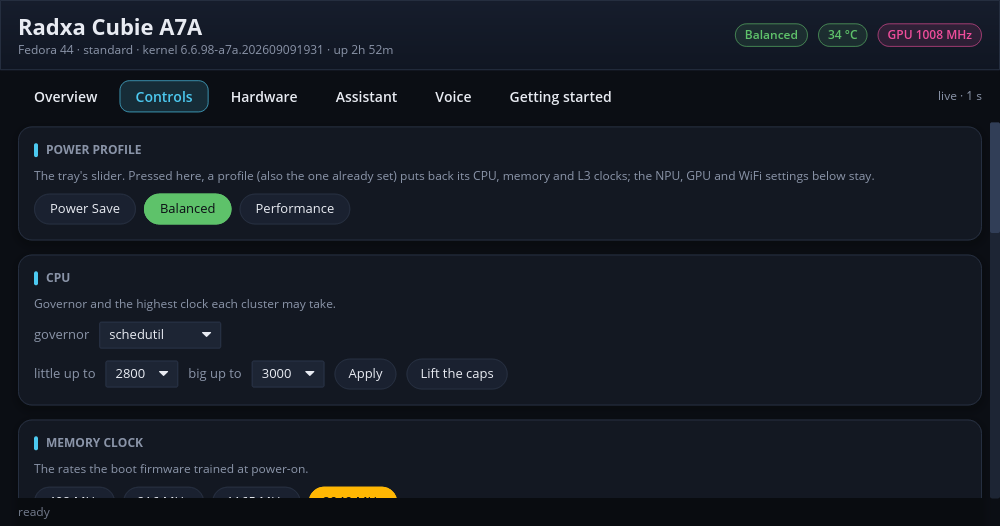 Radxa Cubie A7A
Fedora 44 · standard · kernel 6.6.98-a7a.202609091931 · up 2h 52m
Balanced
34 °C
GPU 1008 MHz
Overview
Controls
Hardware
Assistant
Voice
Getting started
live · 1 s
POWER PROFILE
The tray's slider. Pressed here, a profile (also the one already set) puts back its CPU, memory and L3 clocks; the NPU, GPU and WiFi settings below stay.
Power Save
Balanced
Performance
CPU
Governor and the highest clock each cluster may take.
governor schedutil
little up to 2800 big up to 3000 Apply Lift the caps
MEMORY CLOCK
The rates the boot firmware trained at power-on.
ready